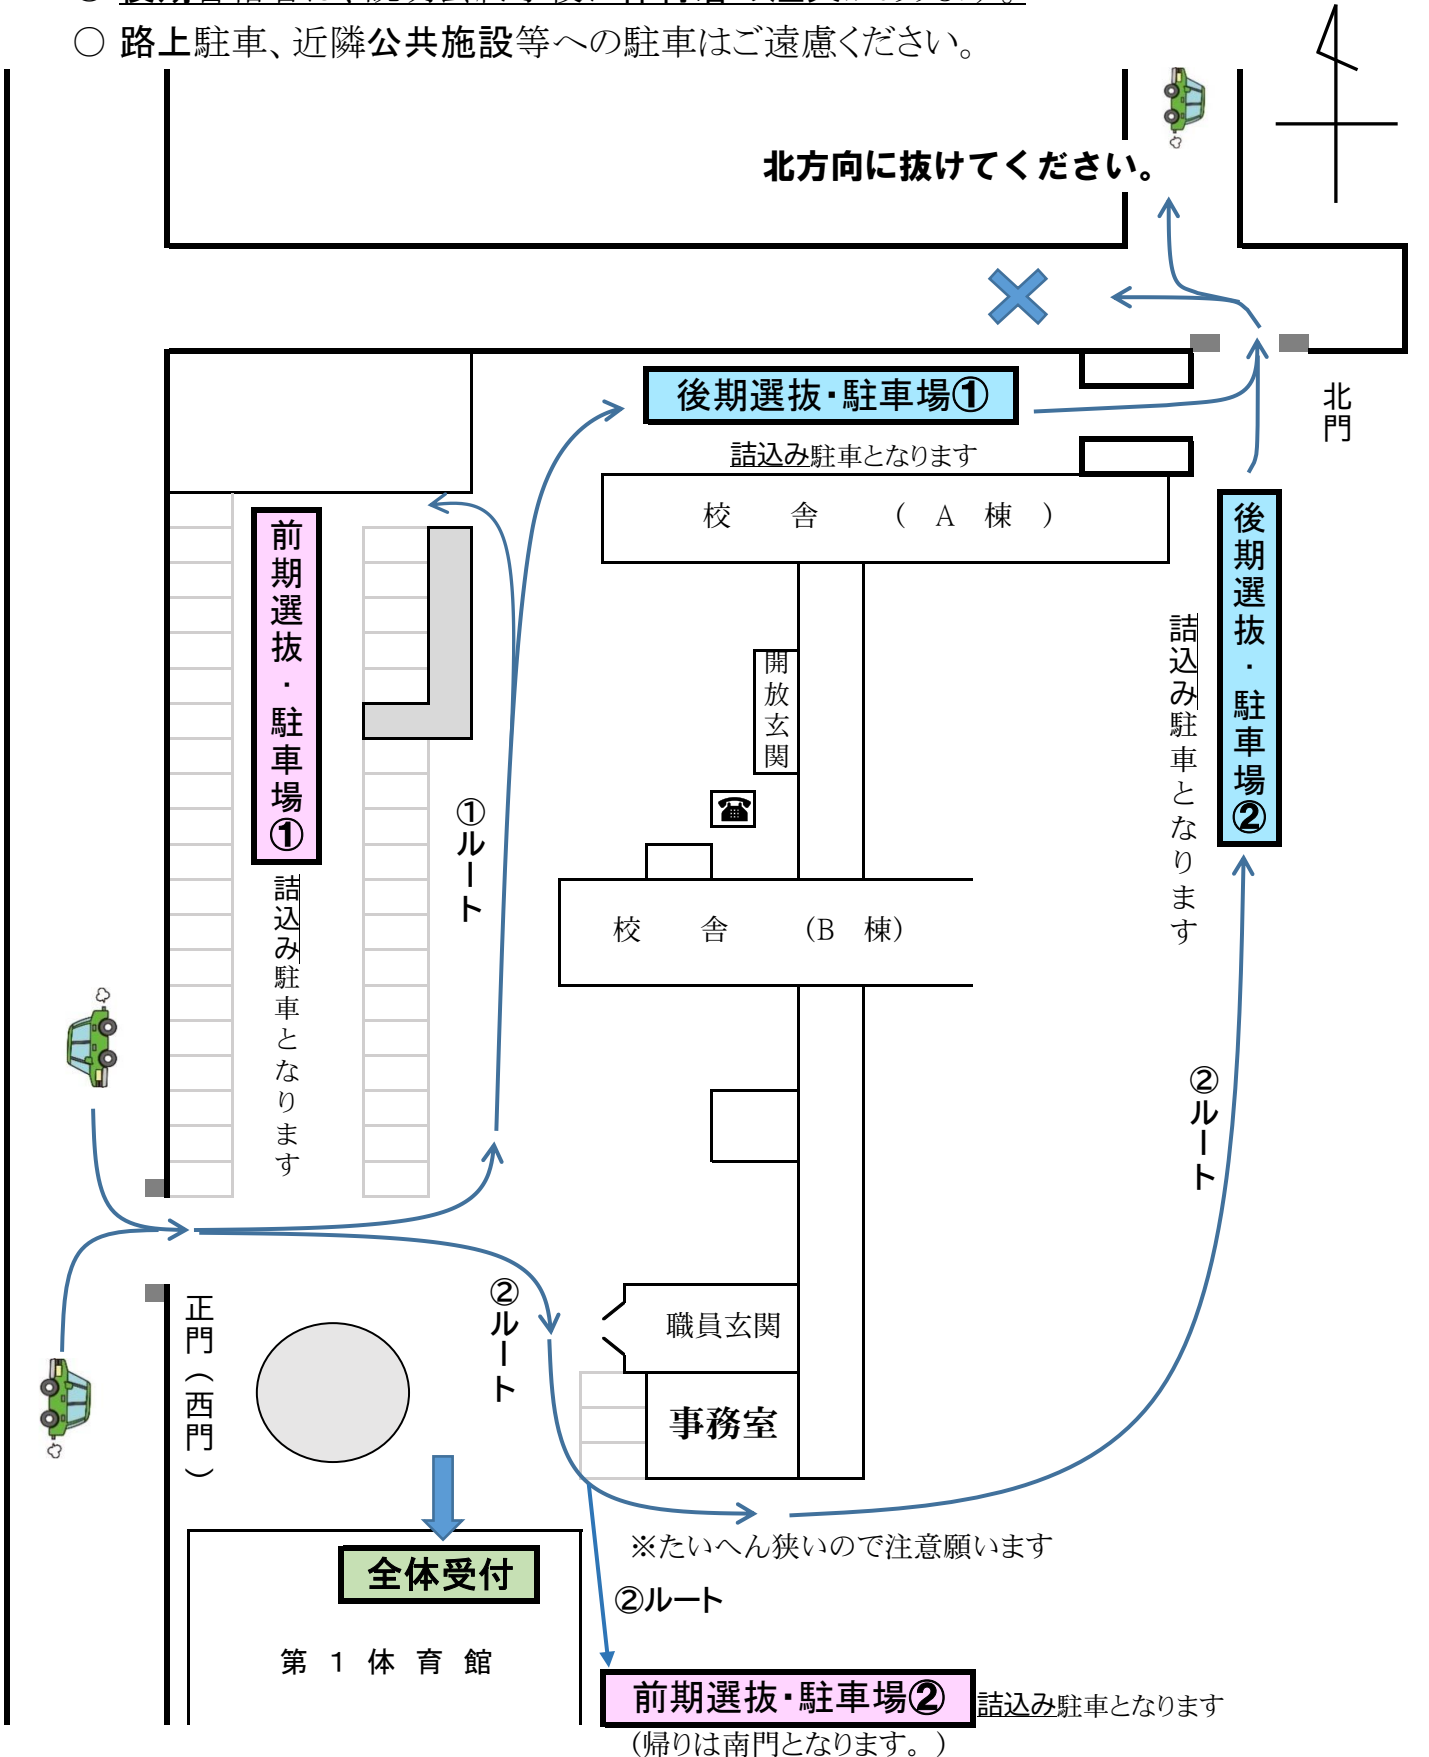 ○ 路上駐車、近隣公共施設等への駐車はご遠慮ください。
北方向に抜けてください。
北門
後期選抜・駐車場①
詰込み駐車となります
校　舎　（　A　棟　）
前期選抜・駐車場①
詰込み駐車となります
①ルート
開放玄関
後期選抜・駐車場②
詰込み駐車となります
校　舎　（B　棟）
②ルート
正門（西門）
②ルート
職員玄関
事務室
※たいへん狭いので注意願います
全体受付
②ルート
第１体育館
前期選抜・駐車場②
詰込み駐車となります
（帰りは南門となります。）